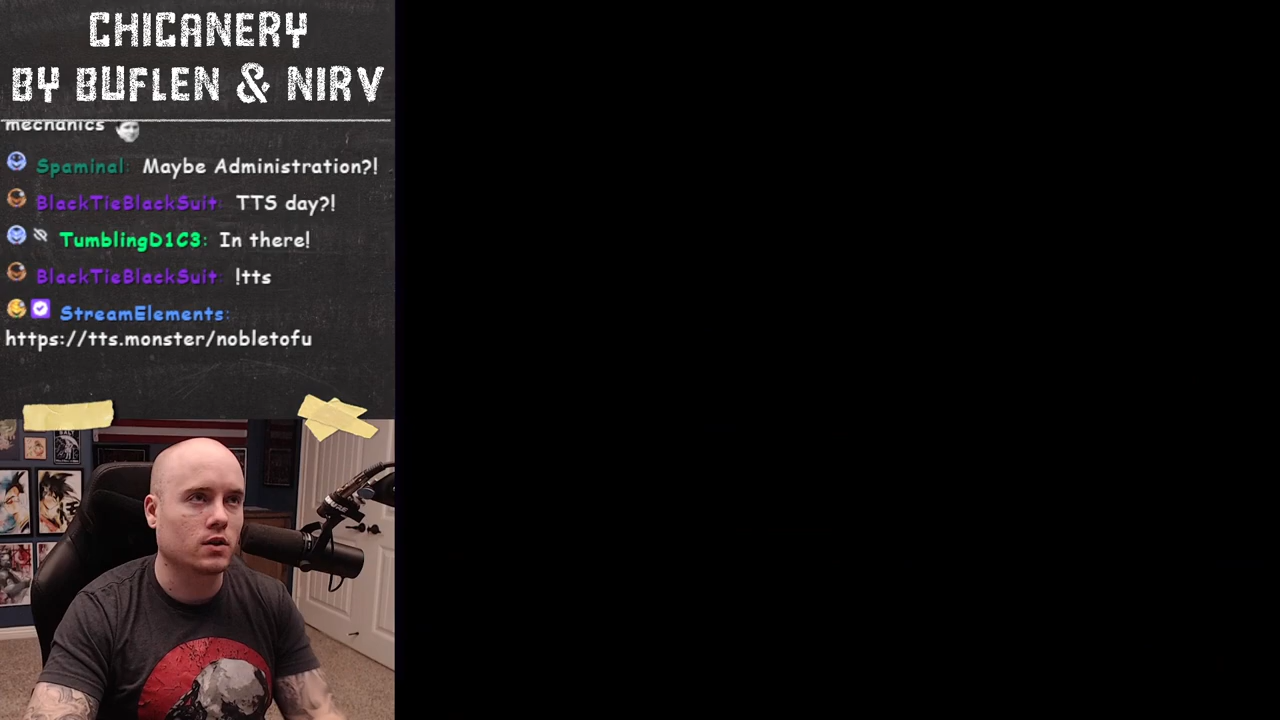 CHICANERY
BY BUFLEN & NIRV
mechanics
Spaminal: Maybe Administration?!
BlackTieBlackSuit: TTS day?!
TumblingD1C3: In there!
BlackTieBlackSuit: !tts
StreamElements:
https://tts.monster/nobletofu